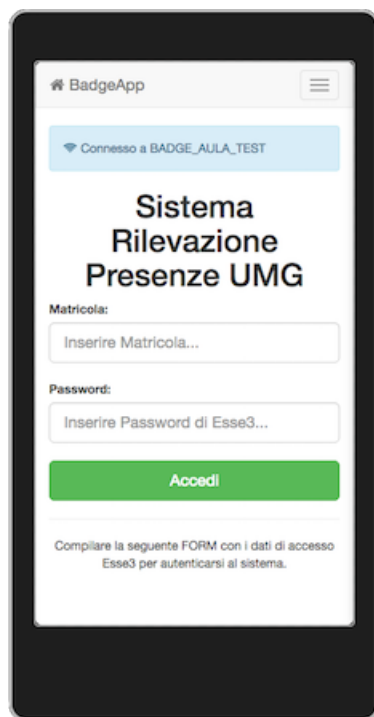 BadgeApp
Connesso a BADGE_AULA_TEST
Sistema
Rilevazione
Presenze UMG
Matricola:
Inserire Matricola...
Password:
Inserire Password di Esse3...
Accedi
Compilare la seguente FORM con i dati di accesso
Esse3 per autenticarsi al sistema.